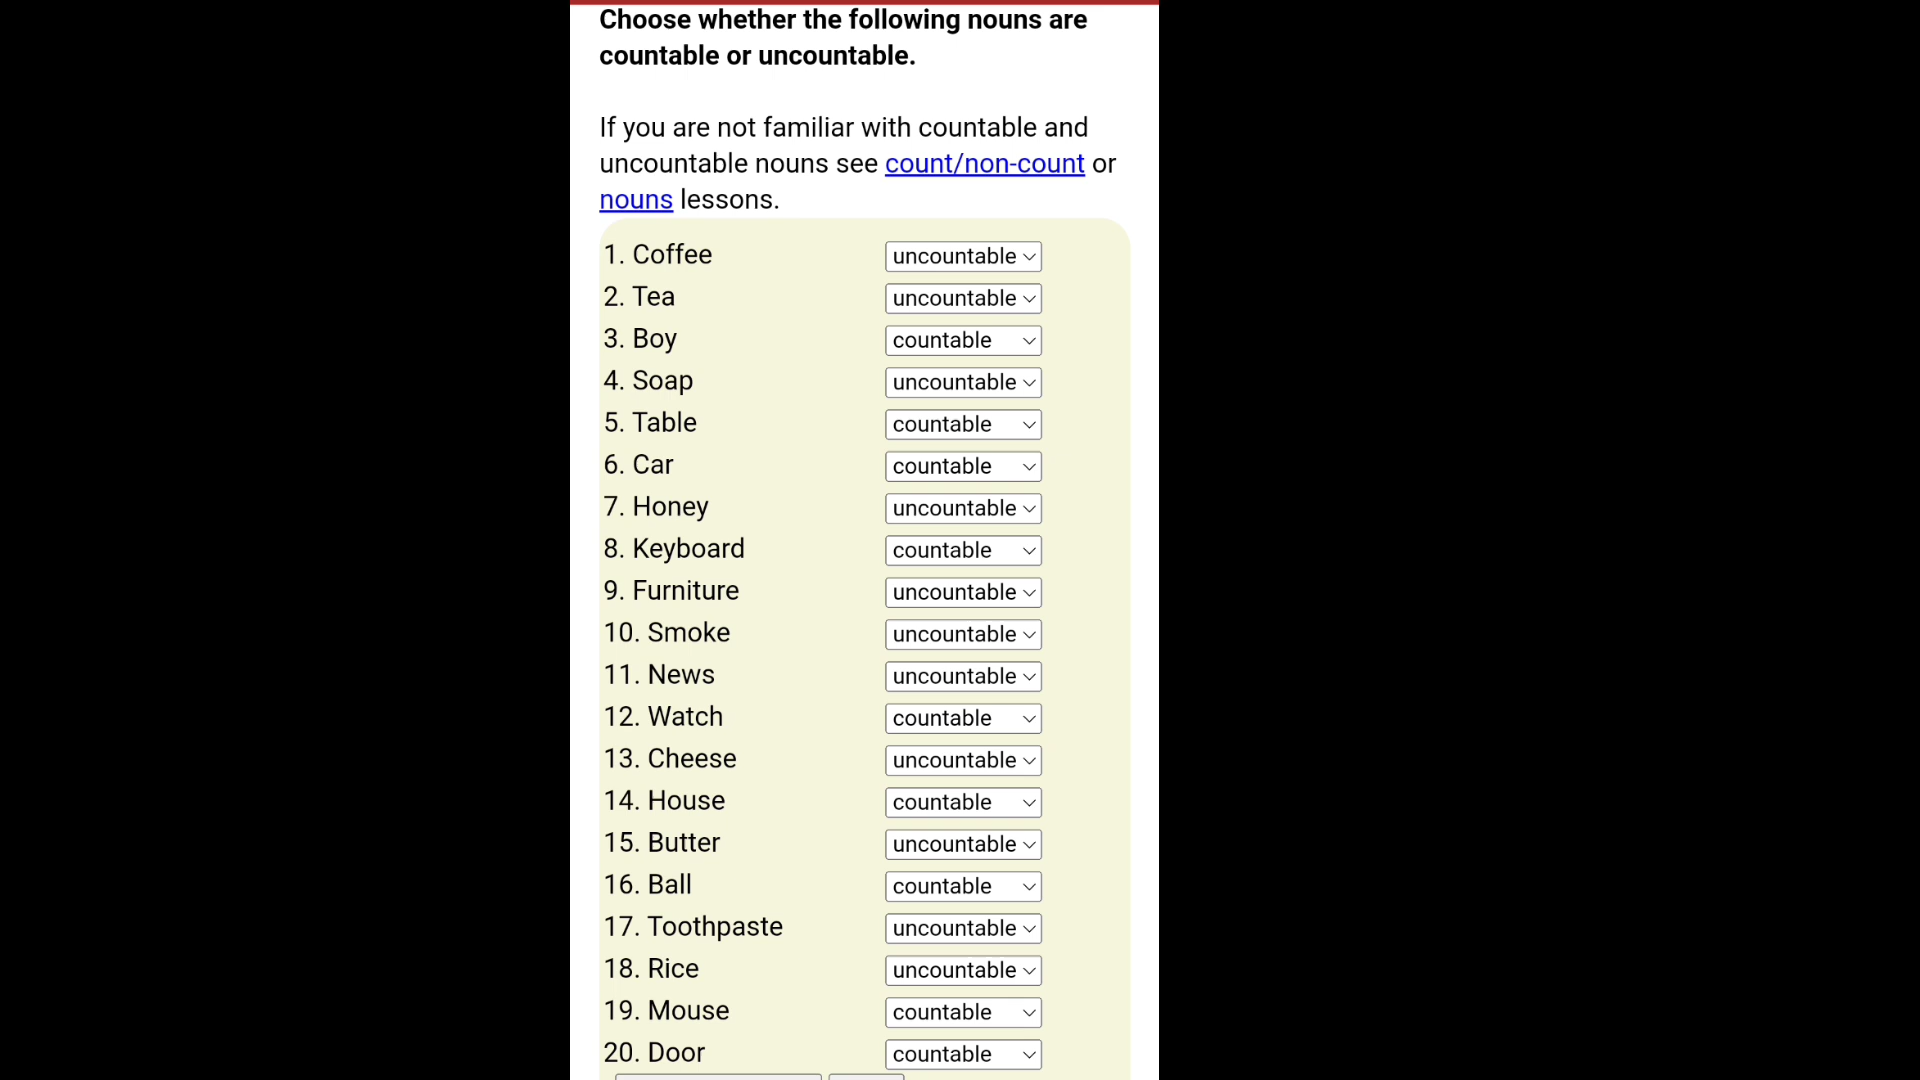 Choose whether the following nouns are
countable or uncountable.
If you are not familiar with countable and
uncountable nouns see count/non-count or
nouns lessons.
1. Coffee uncountable
2. Tea uncountable
3. Boy countable
4. Soap uncountable
5. Table countable
6. Car countable
7. Honey uncountable
8. Keyboard countable
9. Furniture uncountable
10. Smoke uncountable
11. News uncountable
12. Watch countable
13. Cheese uncountable
14. House countable
15. Butter uncountable
16. Ball countable
17. Toothpaste uncountable
18. Rice uncountable
19. Mouse countable
20. Door countable